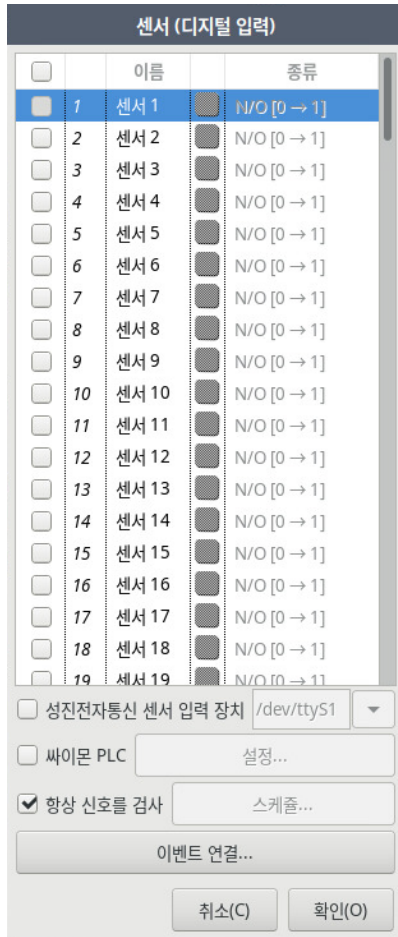 센서 (디지털 입력)
이름 종류
1 센서 1 N/O [0 → 1]
2 센서 2 N/O [0 → 1]
3 센서 3 N/O [0 → 1]
4 센서 4 N/O [0 → 1]
5 센서 5 N/O [0 → 1]
6 센서 6 N/O [0 → 1]
7 센서 7 N/O [0 → 1]
8 센서 8 N/O [0 → 1]
9 센서 9 N/O [0 → 1]
10 센서 10 N/O [0 → 1]
11 센서 11 N/O [0 → 1]
12 센서 12 N/O [0 → 1]
13 센서 13 N/O [0 → 1]
14 센서 14 N/O [0 → 1]
15 센서 15 N/O [0 → 1]
16 센서 16 N/O [0 → 1]
17 센서 17 N/O [0 → 1]
18 센서 18 N/O [0 → 1]
19 센서 19 N/O [0 → 1]
성진전자통신 센서 입력 장치 /dev/ttyS1
싸이몬 PLC 설정...
항상 신호를 검사 스케쥴...
이벤트 연결...
취소(C) 확인(O)